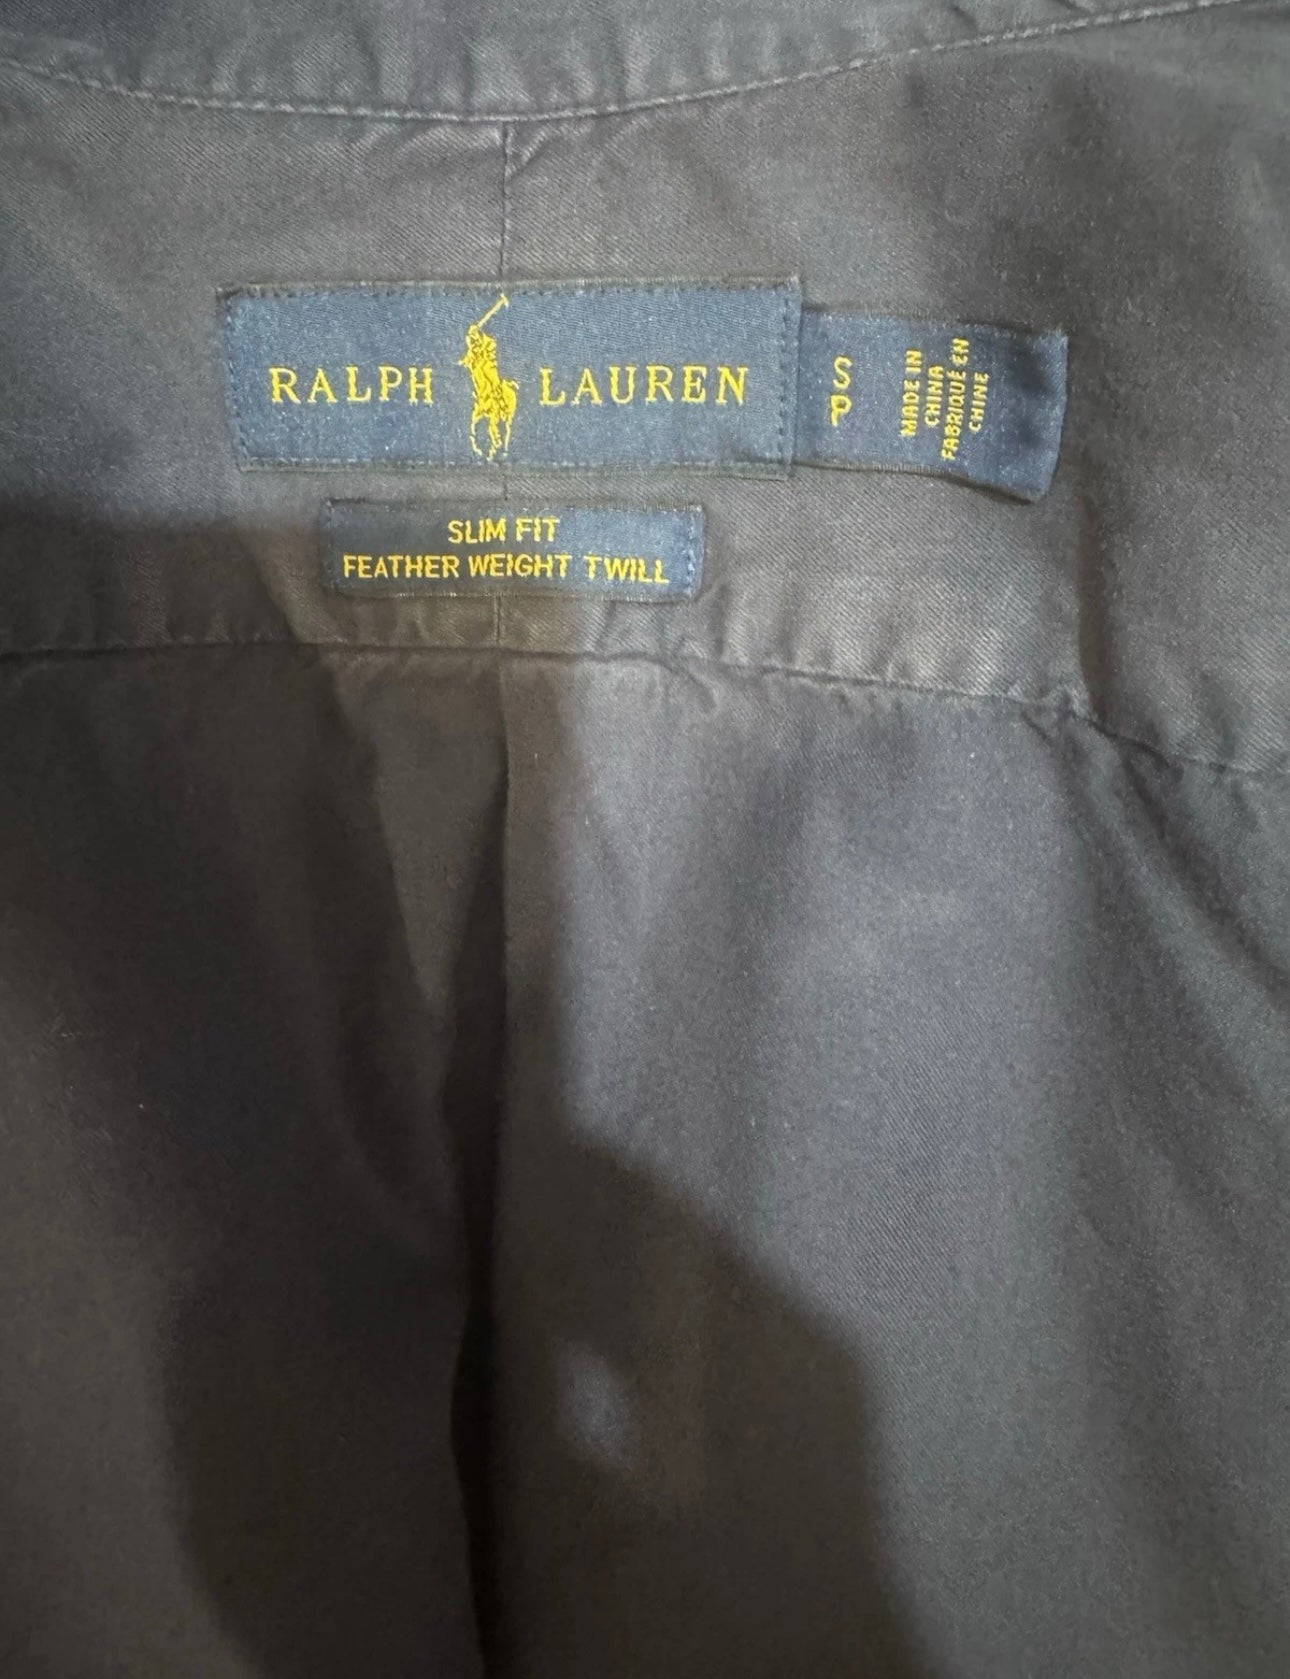 RALPH LAUREN
S
P
MADE IN
CHINA
FABRIQUÉ EN
CHINE
SLIM FIT
FEATHER WEIGHT TWILL